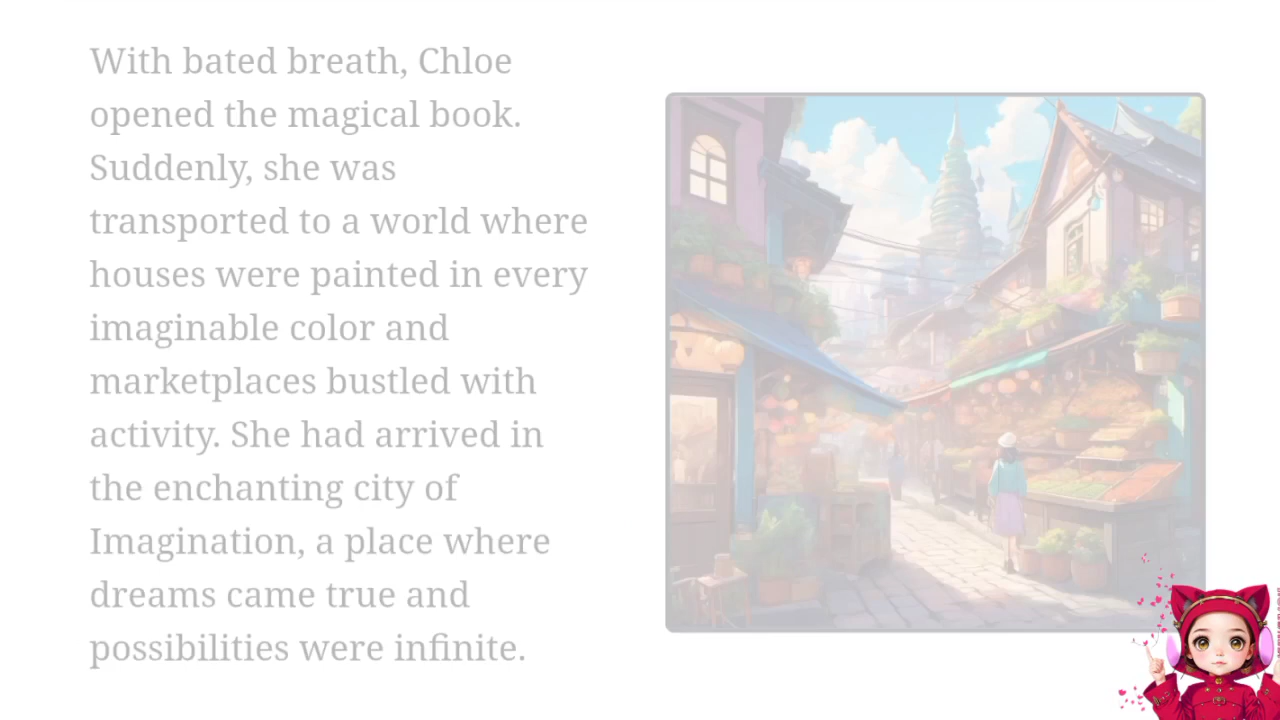 With bated breath, Chloe
opened the magical book.
Suddenly, she was
transported to a world where
houses were painted in every
imaginable color and
marketplaces bustled with
activity. She had arrived in
the enchanting city of
Imagination, a place where
dreams came true and
possibilities were infinite.